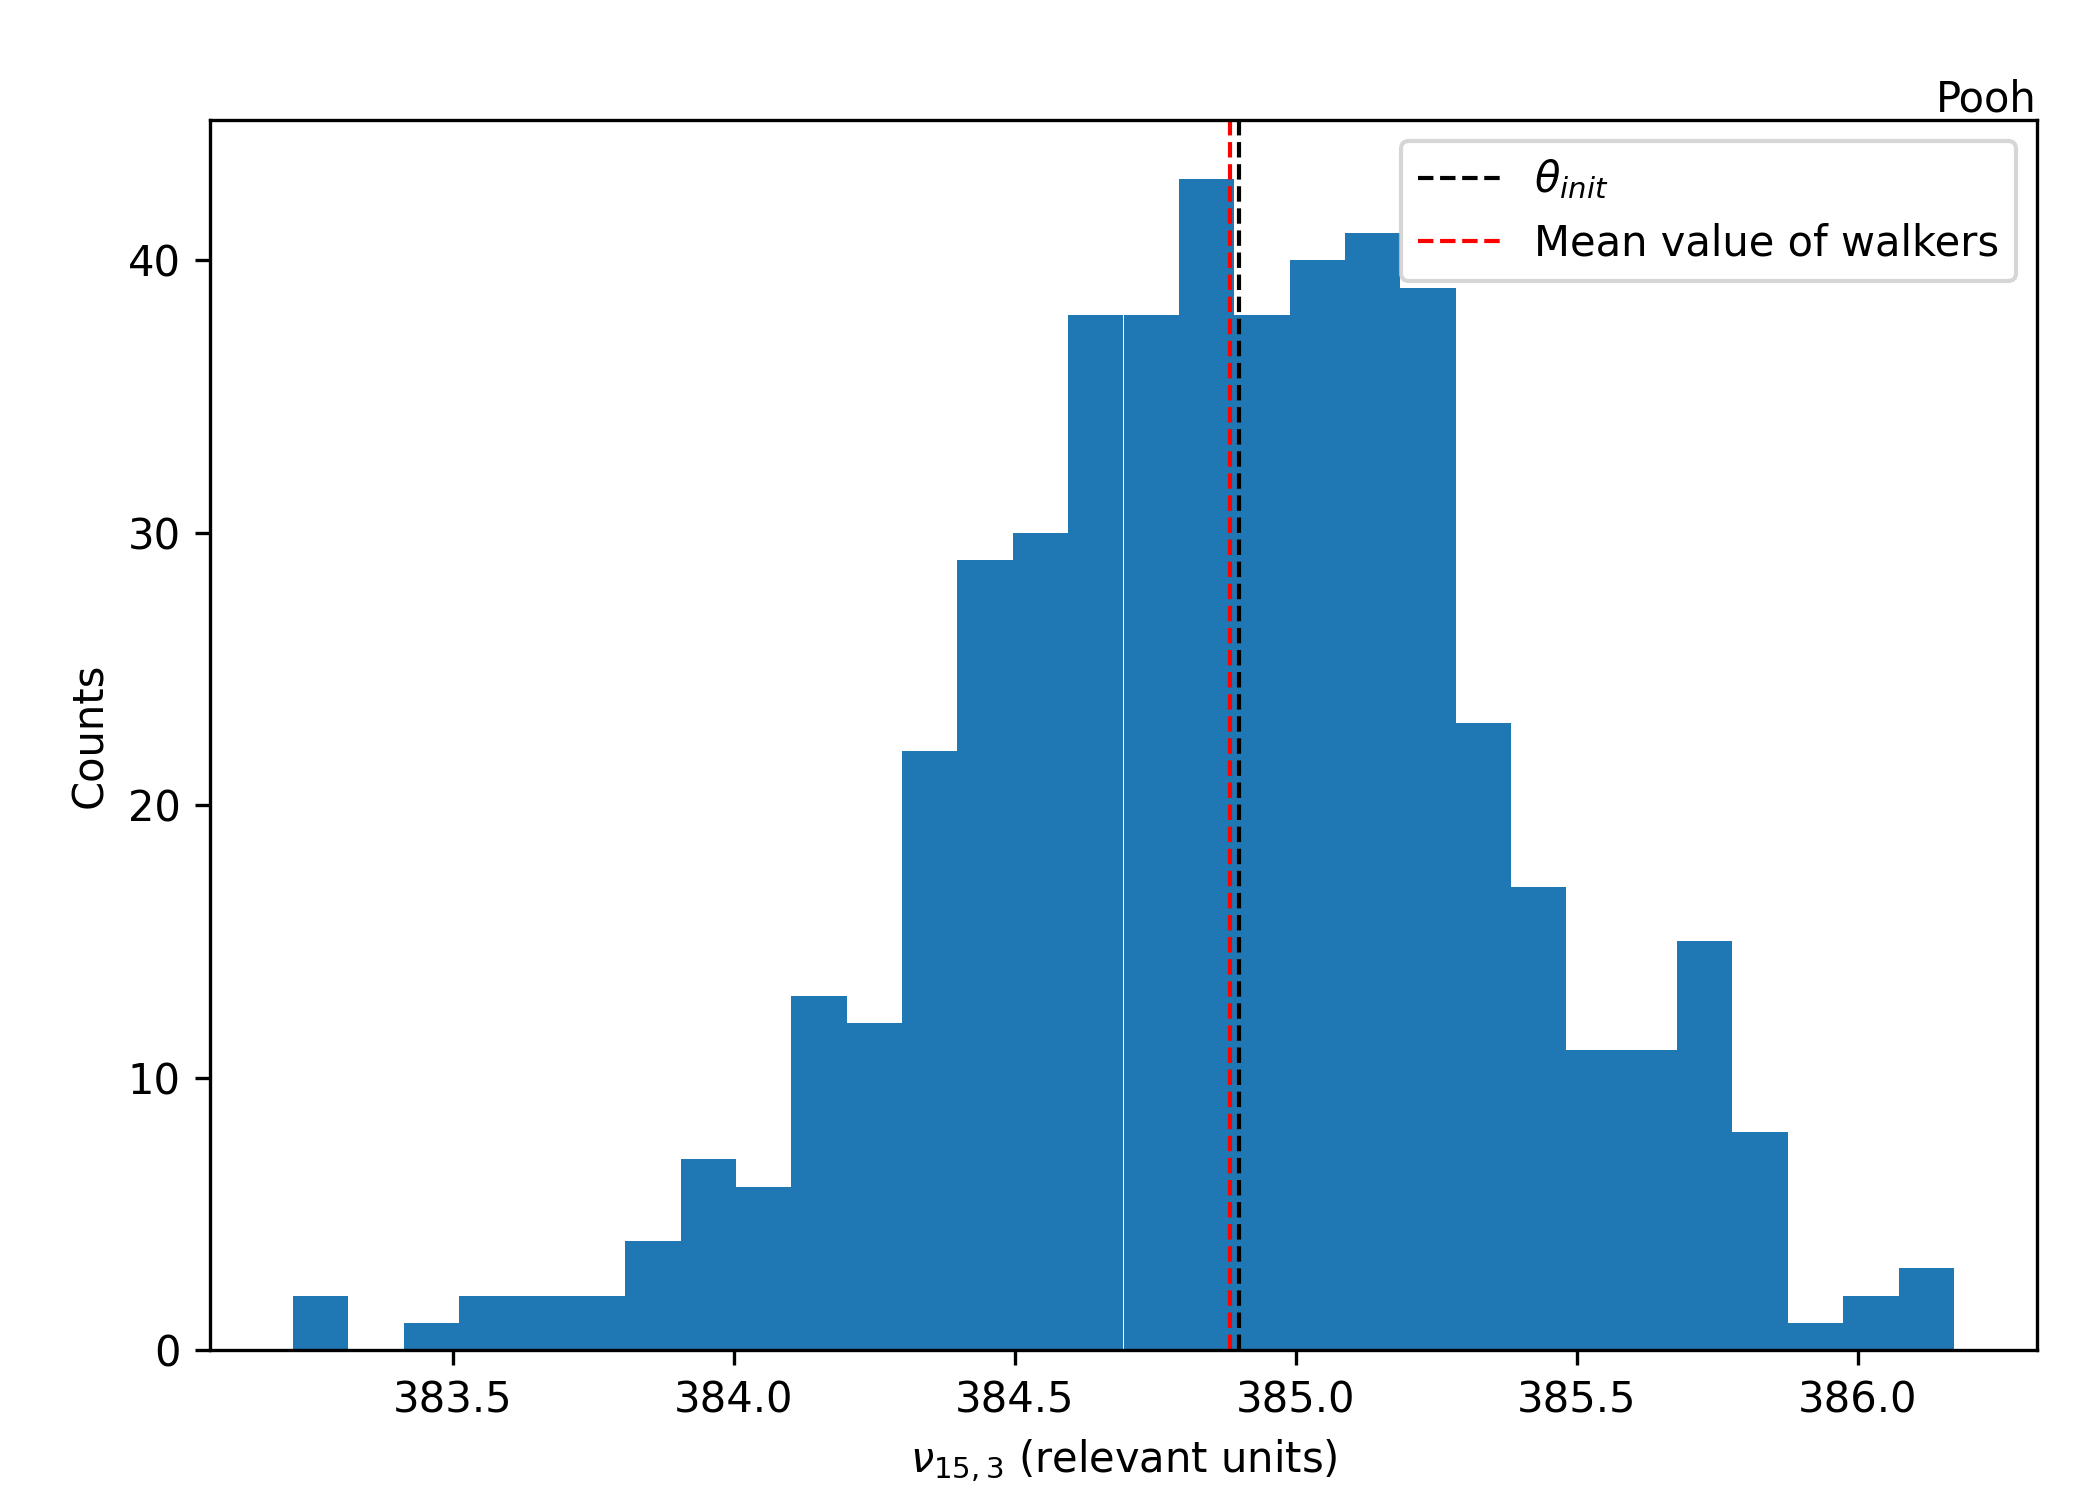 Pooh
θ_init
Mean value of walkers
40
30
20
10
0
Counts
383.5 384.0 384.5 385.0 385.5 386.0
ν_15,3 (relevant units)